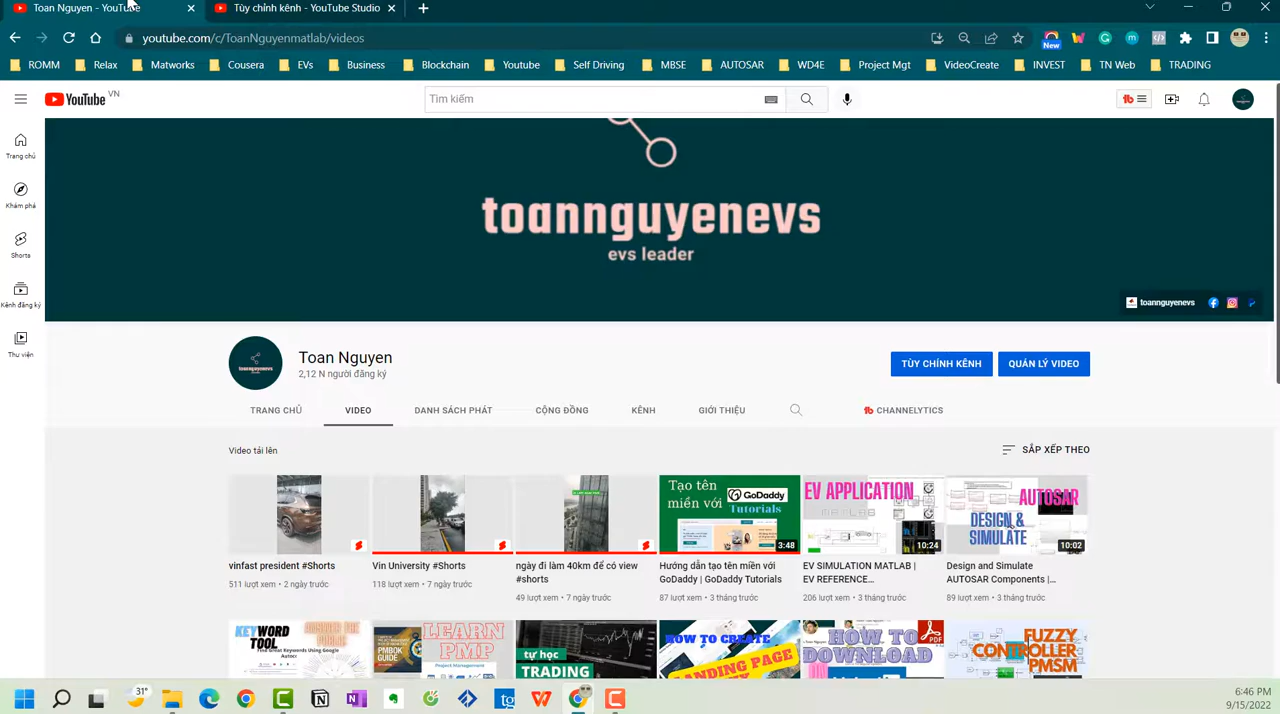 Toan Nguyen - YouTube
Tùy chỉnh kênh - YouTube Studio
youtube.com/c/ToanNguyenmatlab/videos
New
ROMM
Relax
Matworks
Cousera
EVs
Business
Blockchain
Youtube
Self Driving
MBSE
AUTOSAR
WD4E
Project Mgt
VideoCreate
INVEST
TN Web
TRADING
YouTube VN
Tìm kiếm
Trang chủ
Khám phá
Shorts
Kênh đăng ký
Thư viện
toannguyenevs
evs leader
toannguyenevs
Toan Nguyen
2,12 N người đăng ký
TÙY CHỈNH KÊNH
QUẢN LÝ VIDEO
TRANG CHỦ
VIDEO
DANH SÁCH PHÁT
CỘNG ĐỒNG
KÊNH
GIỚI THIỆU
CHANNELYTICS
Video tải lên
SẮP XẾP THEO
Tạo tên
miền với
GoDaddy
Tutorials
3:48
EV APPLICATION
MATLAB
10:24
AUTOSAR
DESIGN &
SIMULATE
10:02
vinfast president #Shorts
511 lượt xem • 2 ngày trước
Vin University #Shorts
118 lượt xem • 7 ngày trước
ngày đi làm 40km để có view
#shorts
49 lượt xem • 7 ngày trước
Hướng dẫn tạo tên miền với
GoDaddy | GoDaddy Tutorials
87 lượt xem • 3 tháng trước
EV SIMULATION MATLAB |
EV REFERENCE...
206 lượt xem • 3 tháng trước
Design and Simulate
AUTOSAR Components |...
89 lượt xem • 3 tháng trước
KEYWORD
TOOL
Find Great Keywords Using Google
PMBOK
GUIDE
LEARN
PMP
Project Management
tự học
TRADING
HOW TO CREATE
LANDING PAGE
HOW TO
DOWNLOAD
PDF
FUZZY
CONTROLLER
PMSM
31°
6:46 PM
9/15/2022